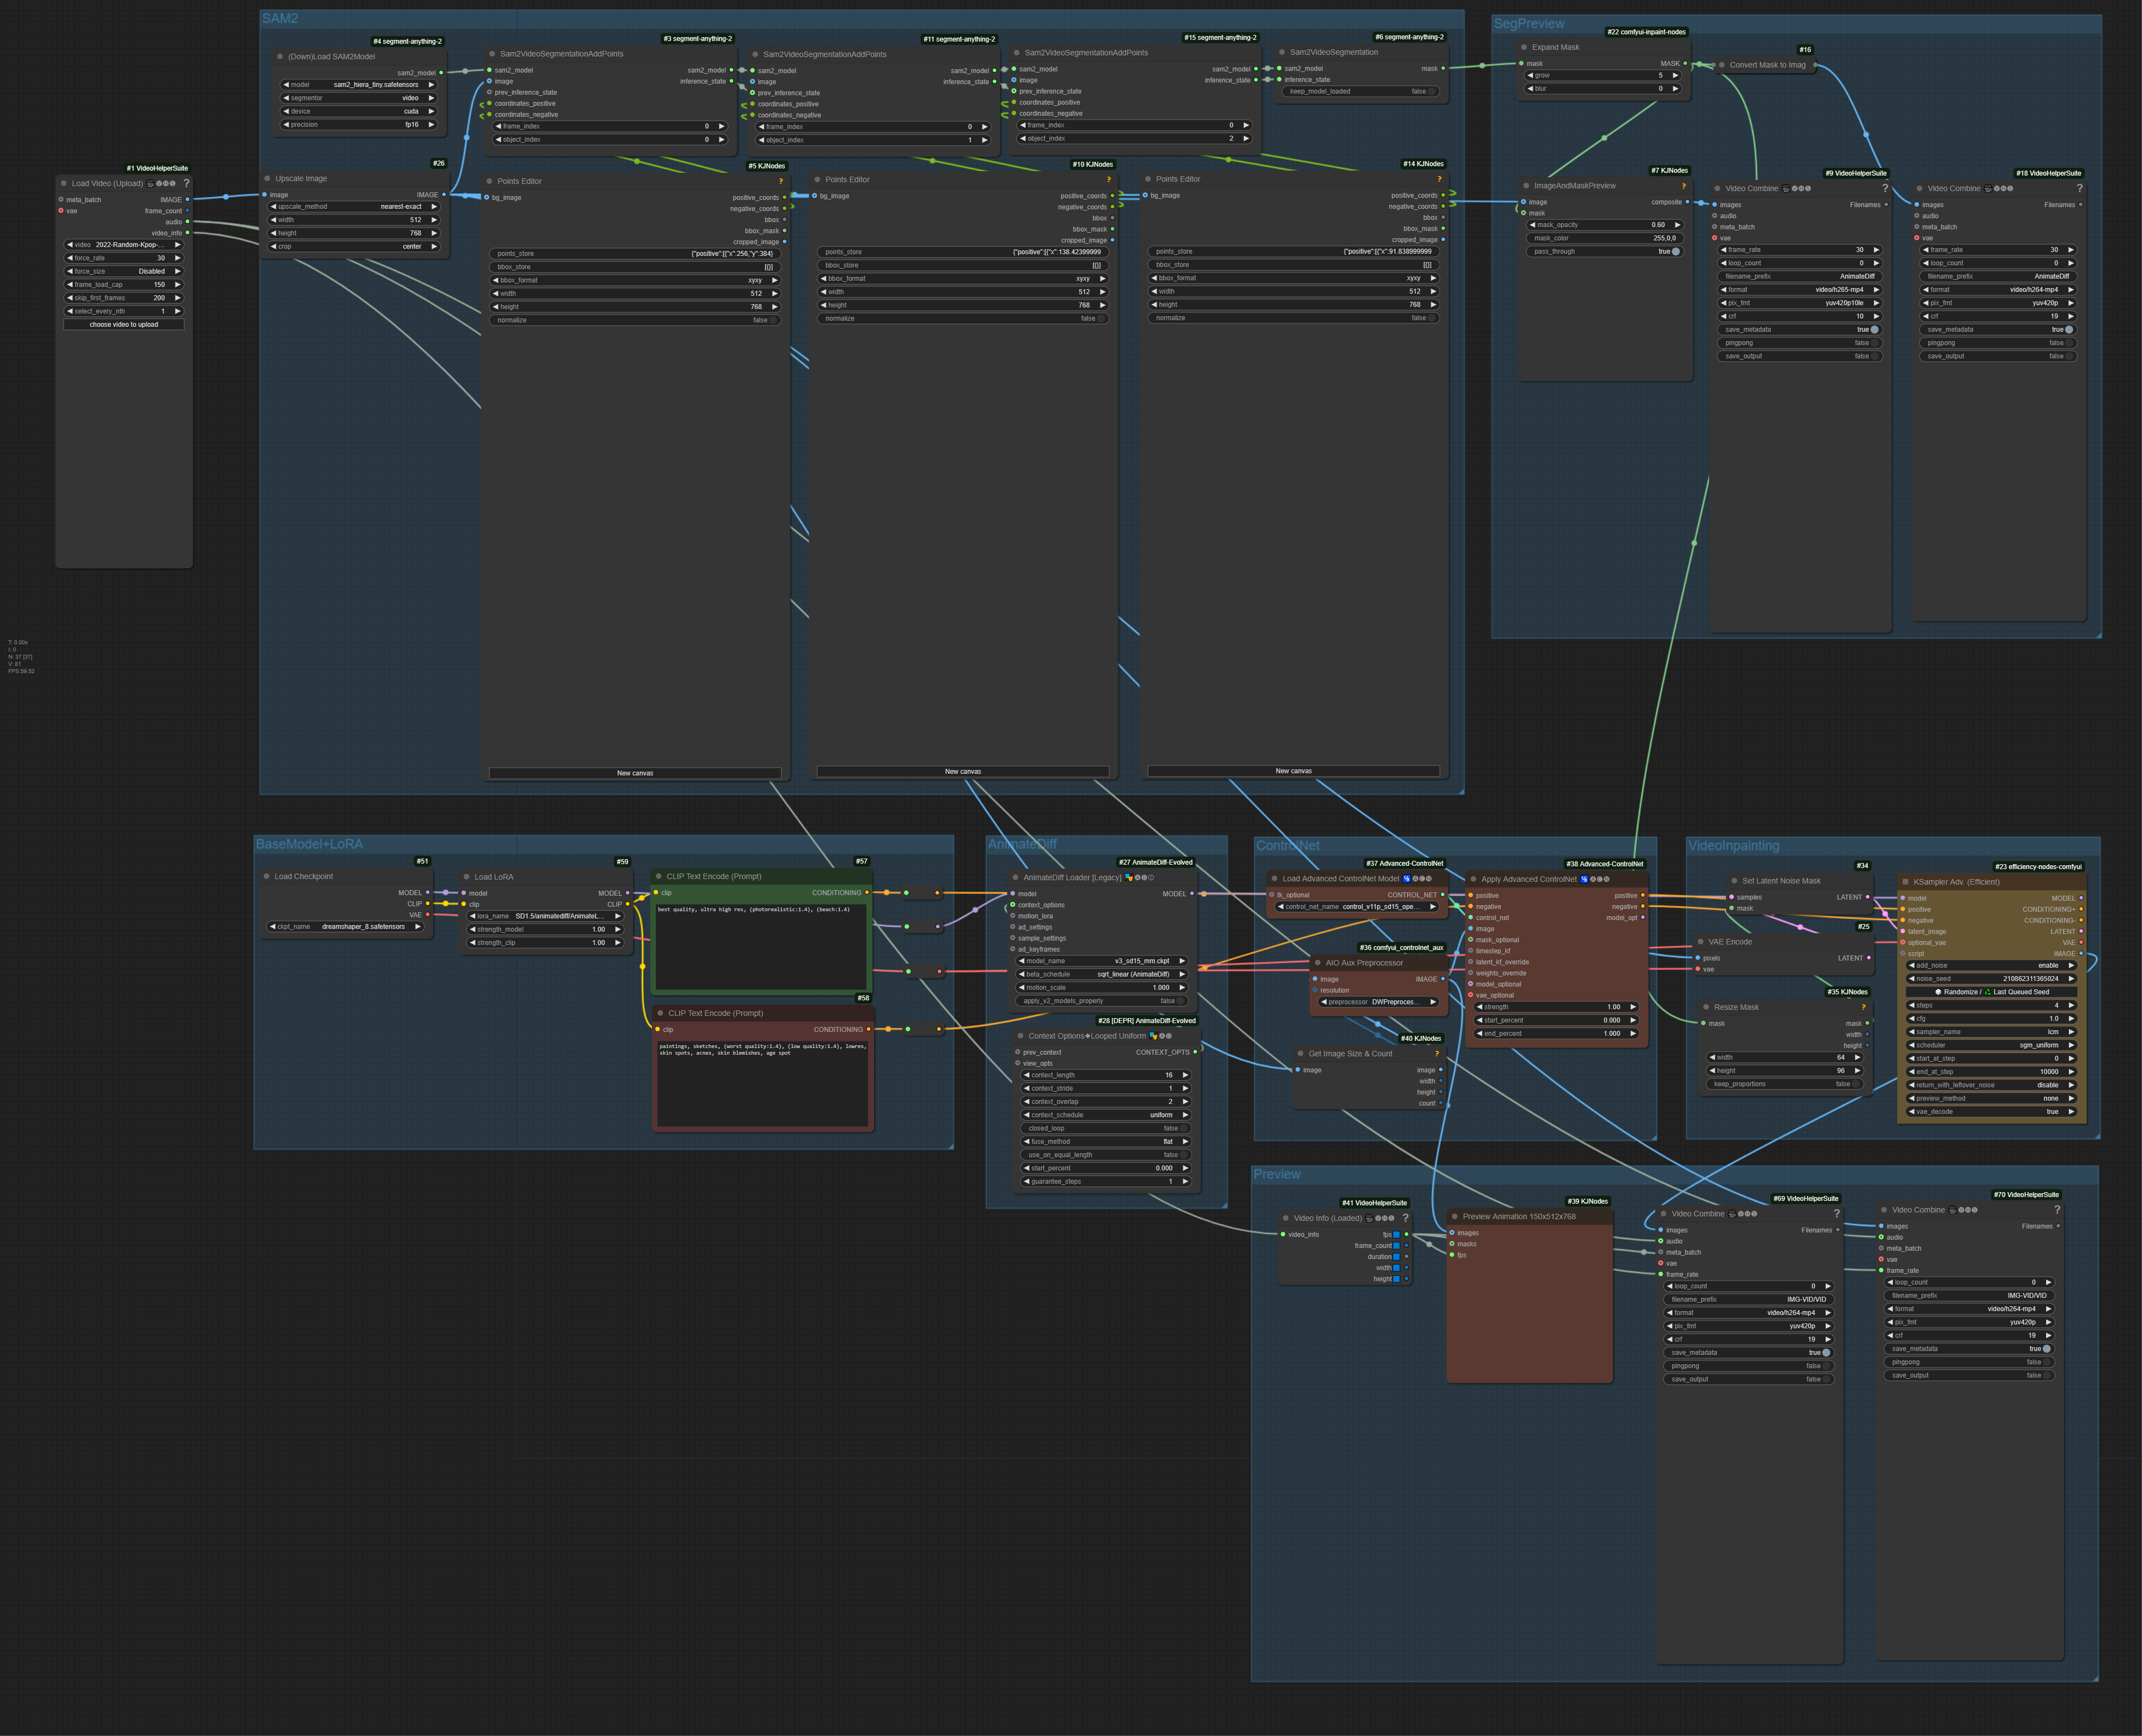 SAM2
#4 segment-anything-2
(Down)Load SAM2Model
sam2_model
model sam2_hiera_tiny.safetensors
segmentor video
device cuda
precision fp16
#3 segment-anything-2
Sam2VideoSegmentationAddPoints
sam2_model sam2_model
image inference_state
prev_inference_state
coordinates_positive
coordinates_negative
frame_index 0
object_index 0
#11 segment-anything-2
Sam2VideoSegmentationAddPoints
sam2_model sam2_model
image inference_state
prev_inference_state
coordinates_positive
coordinates_negative
frame_index 0
object_index 1
#15 segment-anything-2
Sam2VideoSegmentationAddPoints
sam2_model sam2_model
image inference_state
prev_inference_state
coordinates_positive
coordinates_negative
frame_index 0
object_index 2
#6 segment-anything-2
Sam2VideoSegmentation
sam2_model mask
inference_state
keep_model_loaded false
#1 VideoHelperSuite
Load Video (Upload) ?
meta_batch IMAGE
vae frame_count
audio
video_info
video 2022-Random-Kpop-...
force_rate 30
force_size Disabled
frame_load_cap 150
skip_first_frames 200
select_every_nth 1
choose video to upload
#26
Upscale Image
image IMAGE
upscale_method nearest-exact
width 512
height 768
crop center
#5 KJNodes
Points Editor ?
bg_image positive_coords
negative_coords
bbox
bbox_mask
cropped_image
points_store {"positive":[{"x":256,"y":384}
bbox_store [{}]
bbox_format xyxy
width 512
height 768
normalize false
New canvas
#10 KJNodes
Points Editor ?
bg_image positive_coords
negative_coords
bbox
bbox_mask
cropped_image
points_store {"positive":[{"x":138.42399999
bbox_store [{}]
bbox_format xyxy
width 512
height 768
normalize false
New canvas
#14 KJNodes
Points Editor ?
bg_image positive_coords
negative_coords
bbox
bbox_mask
cropped_image
points_store {"positive":[{"x":91.839999999
bbox_store [{}]
bbox_format xyxy
width 512
height 768
normalize false
New canvas
SegPreview
#22 comfyui-inpaint-nodes
Expand Mask
mask MASK
grow 5
blur 0
#16
Convert Mask to Imag
#7 KJNodes
ImageAndMaskPreview ?
image composite
mask
mask_opacity 0.60
mask_color 255,0,0
pass_through true
#9 VideoHelperSuite
Video Combine ?
images Filenames
audio
meta_batch
vae
frame_rate 30
loop_count 0
filename_prefix AnimateDiff
format video/h265-mp4
pix_fmt yuv420p10le
crf 10
save_metadata true
pingpong false
save_output false
#18 VideoHelperSuite
Video Combine ?
images Filenames
audio
meta_batch
vae
frame_rate 30
loop_count 0
filename_prefix AnimateDiff
format video/h264-mp4
pix_fmt yuv420p
crf 19
save_metadata true
pingpong false
save_output false
T: 0.00s
I: 0
N: 37 [37]
V: 81
FPS:59.52
BaseModel+LoRA
#51
Load Checkpoint
MODEL
CLIP
VAE
ckpt_name dreamshaper_8.safetensors
#59
Load LoRA
model MODEL
clip CLIP
lora_name SD1.5/animatediff/AnimateL...
strength_model 1.00
strength_clip 1.00
#57
CLIP Text Encode (Prompt)
clip CONDITIONING
best quality, ultra high res, (photorealistic:1.4), (beach:1.4)
#58
CLIP Text Encode (Prompt)
clip CONDITIONING
paintings, sketches, (worst quality:1.4), (low quality:1.4), lowres,
skin spots, acnes, skin blemishes, age spot
AnimateDiff
#27 AnimateDiff-Evolved
AnimateDiff Loader [Legacy]
model MODEL
context_options
motion_lora
ad_settings
sample_settings
ad_keyframes
model_name v3_sd15_mm.ckpt
beta_schedule sqrt_linear (AnimateDiff)
motion_scale 1.000
apply_v2_models_property false
#28 [DEPR] AnimateDiff-Evolved
Context Options◆Looped Uniform
prev_context CONTEXT_OPTS
view_opts
context_length 16
context_stride 1
context_overlap 2
context_schedule uniform
closed_loop false
fuse_method flat
use_on_equal_length false
start_percent 0.000
guarantee_steps 1
ControlNet
#37 Advanced-ControlNet
Load Advanced ControlNet Model
tk_optional CONTROL_NET
control_net_name control_v11p_sd15_ope...
#38 Advanced-ControlNet
Apply Advanced ControlNet
positive positive
negative negative
control_net model_opt
image
mask_optional
timestep_kf
latent_kf_override
weights_override
model_optional
vae_optional
strength 1.00
start_percent 0.000
end_percent 1.000
#36 comfyui_controlnet_aux
AIO Aux Preprocessor
image IMAGE
resolution
preprocessor DWPreproces...
#40 KJNodes
Get Image Size & Count ?
image image
width
height
count
VideoInpainting
#34
Set Latent Noise Mask
samples LATENT
mask
#25
VAE Encode
pixels LATENT
vae
#35 KJNodes
Resize Mask ?
mask mask
width
height
width 64
height 96
keep_proportions false
#23 efficiency-nodes-comfyui
KSampler Adv. (Efficient)
model MODEL
positive CONDITIONING+
negative CONDITIONING-
latent_image LATENT
optional_vae VAE
script IMAGE
add_noise enable
noise_seed 210862311365024
Randomize / Last Queued Seed
steps 4
cfg 1.0
sampler_name lcm
scheduler sgm_uniform
start_at_step 0
end_at_step 10000
return_with_leftover_noise disable
preview_method none
vae_decode true
Preview
#41 VideoHelperSuite
Video Info (Loaded) ?
video_info fps
frame_count
duration
width
height
#39 KJNodes
Preview Animation 150x512x768
images
masks
fps
#69 VideoHelperSuite
Video Combine ?
images Filenames
audio
meta_batch
vae
frame_rate
loop_count 0
filename_prefix IMG-VID/VID
format video/h264-mp4
pix_fmt yuv420p
crf 19
save_metadata true
pingpong false
save_output false
#70 VideoHelperSuite
Video Combine ?
images Filenames
audio
meta_batch
vae
frame_rate
loop_count 0
filename_prefix IMG-VID/VID
format video/h264-mp4
pix_fmt yuv420p
crf 19
save_metadata true
pingpong false
save_output false